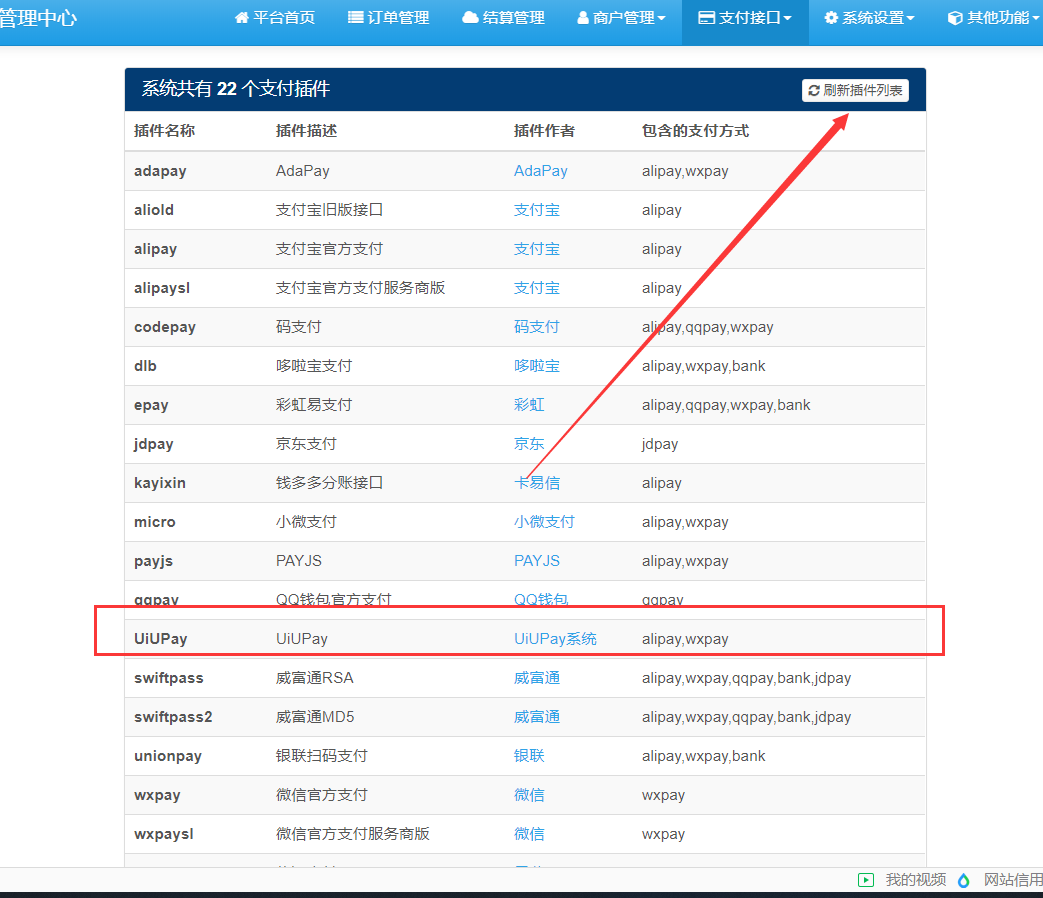 管理中心 平台首页 订单管理 结算管理 商户管理 支付接口 系统设置 其他功能
系统共有 22 个支付插件 刷新插件列表
插件名称 插件描述 插件作者 包含的支付方式
adapay AdaPay AdaPay alipay,wxpay
aliold 支付宝旧版接口 支付宝 alipay
alipay 支付宝官方支付 支付宝 alipay
alipaysl 支付宝官方支付服务商版 支付宝 alipay
codepay 码支付 码支付 alipay,qqpay,wxpay
dlb 哆啦宝支付 哆啦宝 alipay,wxpay,bank
epay 彩虹易支付 彩虹 alipay,qqpay,wxpay,bank
jdpay 京东支付 京东 jdpay
kayixin 钱多多分账接口 卡易信 alipay
micro 小微支付 小微支付 alipay,wxpay
payjs PAYJS PAYJS alipay,wxpay
qqpay QQ钱包官方支付 QQ钱包 qqpay
UiUPay UiUPay UiUPay系统 alipay,wxpay
swiftpass 威富通RSA 威富通 alipay,wxpay,qqpay,bank,jdpay
swiftpass2 威富通MD5 威富通 alipay,wxpay,qqpay,bank,jdpay
unionpay 银联扫码支付 银联 alipay,wxpay,bank
wxpay 微信官方支付 微信 wxpay
wxpaysl 微信官方支付服务商版 微信 wxpay
我的视频 网站信用